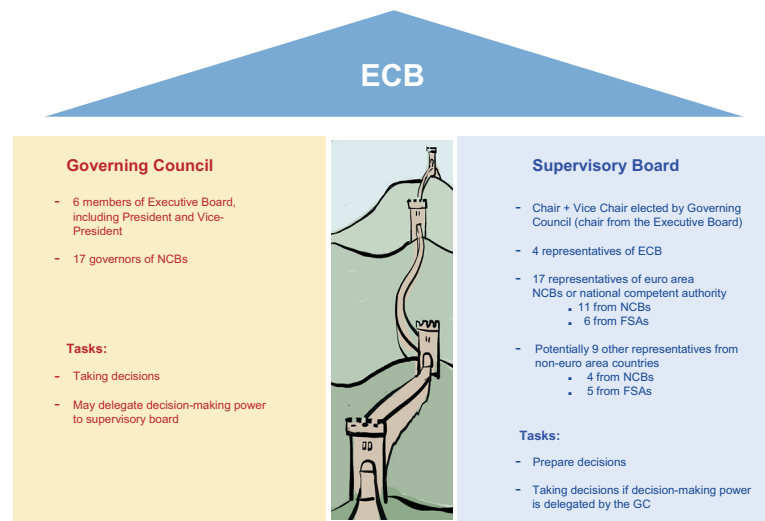 ECB
Governing Council
- 6 members of Executive Board,
including President and Vice-
President
- 17 governors of NCBs
Tasks:
- Taking decisions
- May delegate decision-making power
to supervisory board
Supervisory Board
- Chair + Vice Chair elected by Governing
Council (chair from the Executive Board)
- 4 representatives of ECB
- 17 representatives of euro area
NCBs or national competent authority
▪ 11 from NCBs
▪ 6 from FSAs
- Potentially 9 other representatives from
non-euro area countries
▪ 4 from NCBs
▪ 5 from FSAs
Tasks:
- Prepare decisions
- Taking decisions if decision-making power
is delegated by the GC